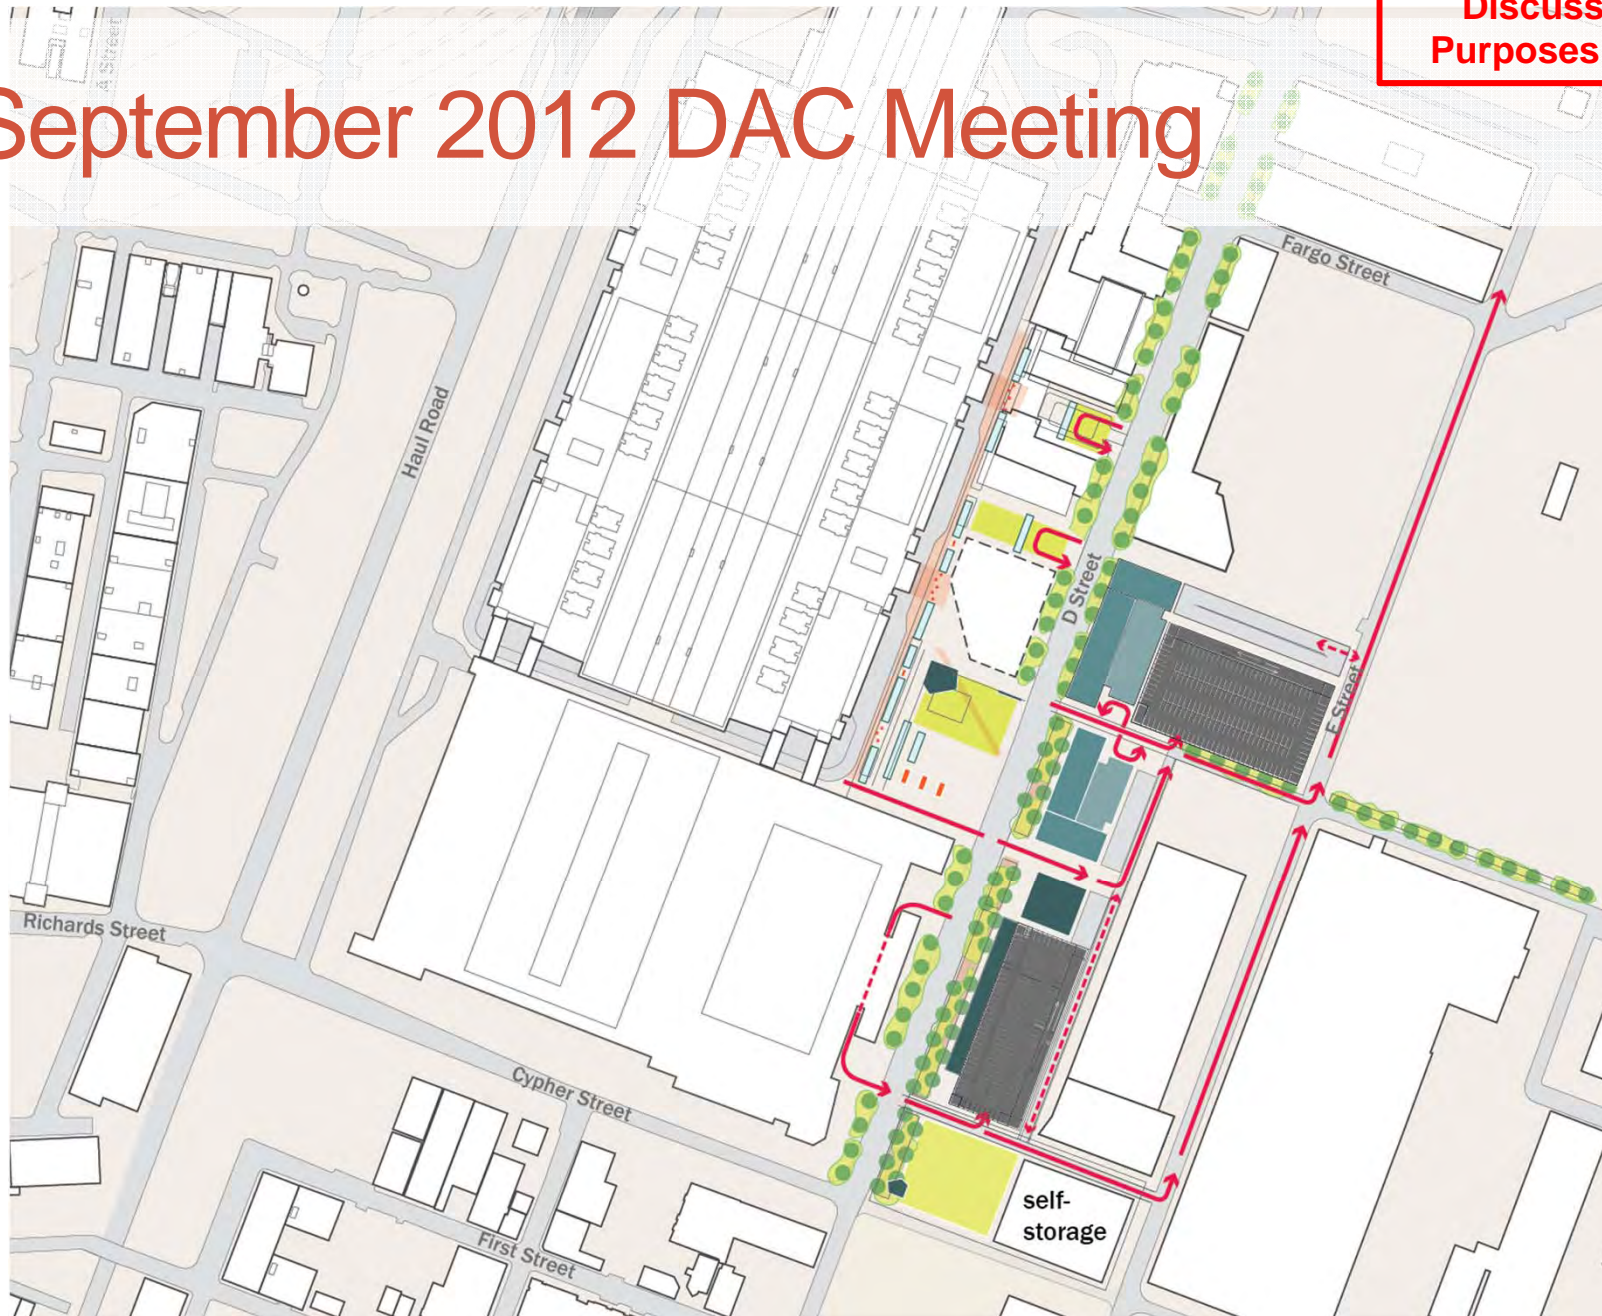 Discuss
Purposes
September 2012 DAC Meeting
A Street
Fargo Street
Haul Road
D Street
E Street
Richards Street
Cypher Street
First Street
self-
storage